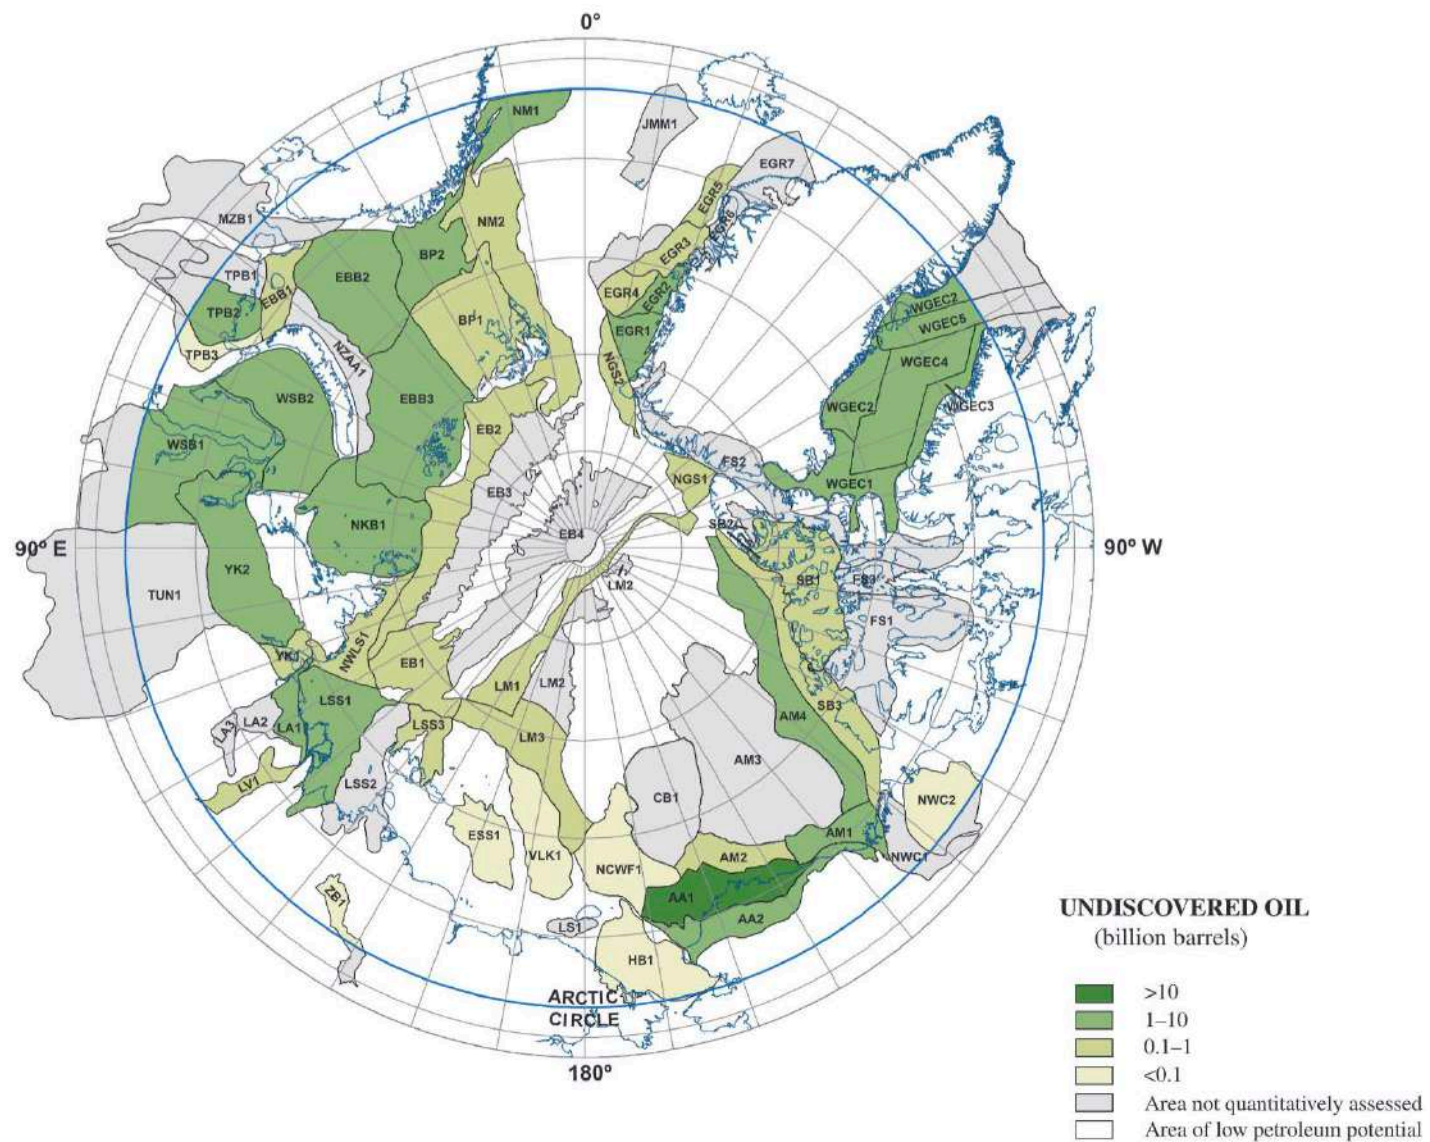 0°
NM1
JMM1
EGR7
EGR5
MZB1
NM2
EGR6
BP2
EGR3
TPB1
EBB2
EBB1
EGR4
EGR2
WGEC2
TPB2
BP1
EGR1
WGEC5
TPB3
NZAA1
NGS2
WGEC4
WSB2
EBB3
WGEC2
WGEC3
EB2
WSB1
FS2
NGS1
WGEC1
EB3
NKB1
SB2
90° E
EB4
90° W
YK2
LM2
SB1
FS3
TUN1
FS1
YK1
NWLS1
EB1
LSS1
LM1
LM2
SB3
LA3
LA2
LA1
LSS3
LM3
AM4
AM3
LV1
LSS2
CB1
NWC2
ESS1
AM1
VLK1
AM2
NWC1
NCWF1
ZB1
AA1
AA2
LS1
HB1
ARCTIC
CIRCLE
180°
UNDISCOVERED OIL
(billion barrels)
>10
1–10
0.1–1
<0.1
Area not quantitatively assessed
Area of low petroleum potential